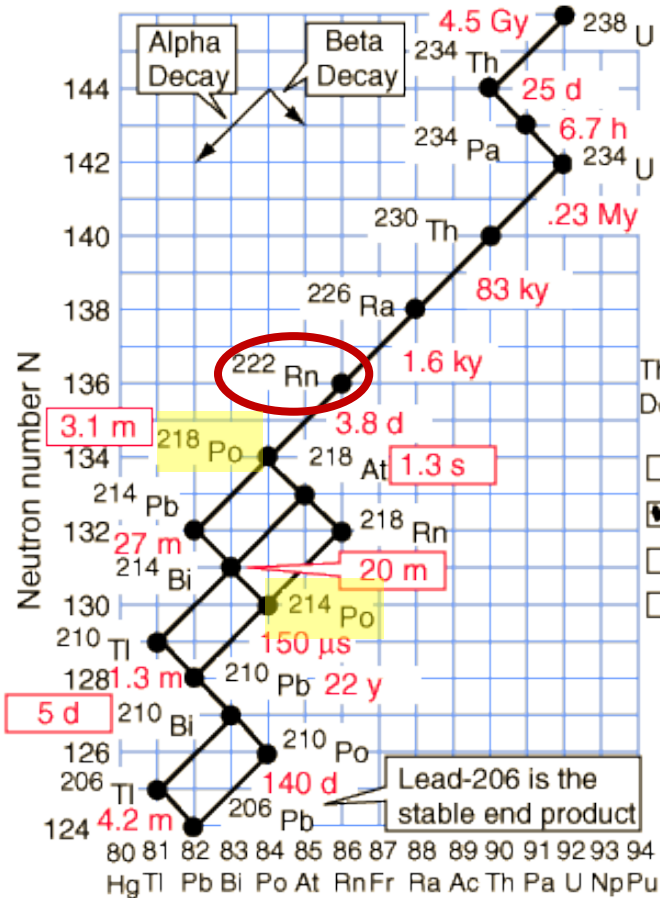 4.5 Gy
238 U
Alpha
Decay
Beta
Decay
234 Th
144
25 d
6.7 h
234 Pa
234 U
142
.23 My
230 Th
140
83 ky
226 Ra
138
1.6 ky
222 Rn
136
Th
De
3.1 m
218 Po
3.8 d
134
218 At
1.3 s
214 Pb
132
218 Rn
27 m
214 Bi
20 m
130
214 Po
210 Tl
150 µs
128
1.3 m
210 Pb
22 y
5 d
210 Bi
126
210 Po
206 Tl
140 d
Lead-206 is the
stable end product
4.2 m
206 Pb
124
Neutron number N
80 81 82 83 84 85 86 87 88 89 90 91 92 93 94
Hg Tl Pb Bi Po At Rn Fr Ra Ac Th Pa U Np Pu